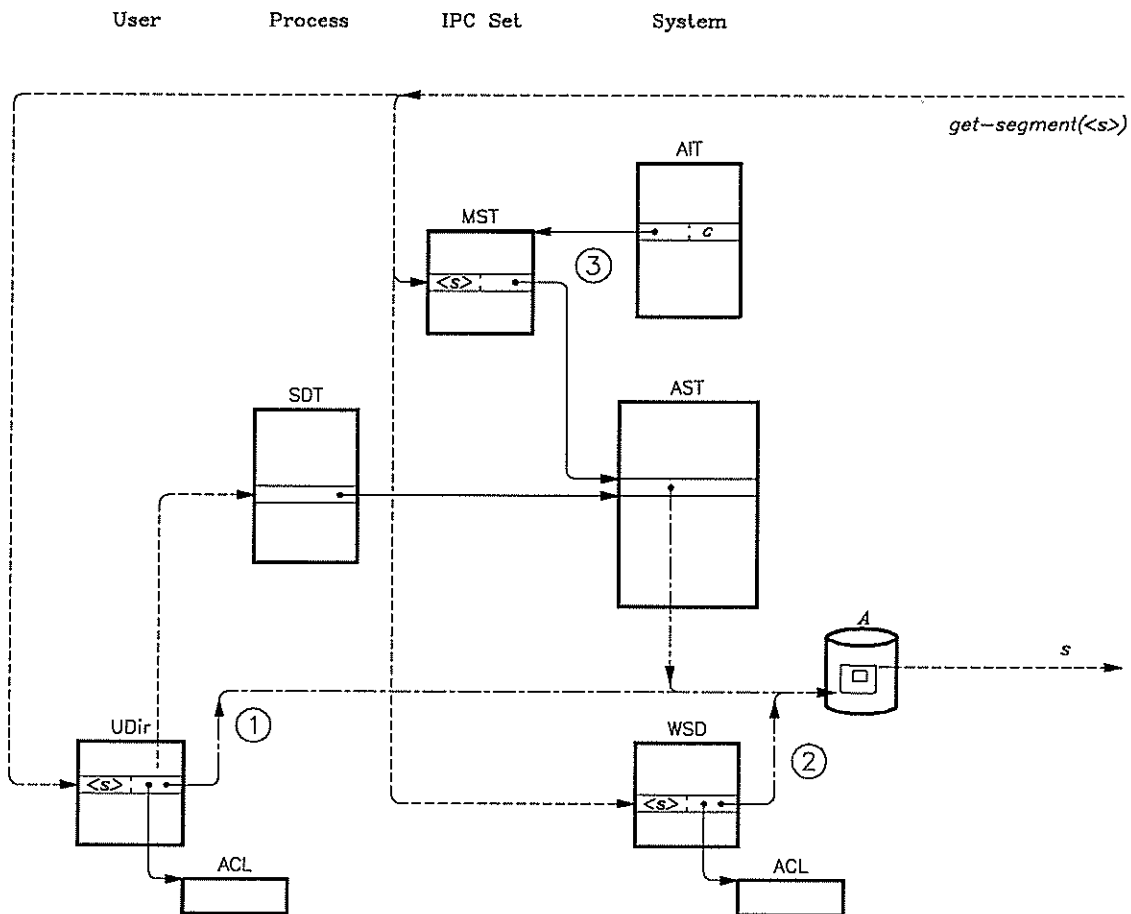 User Process IPC Set System
get-segment(<s>)
AIT
MST
c
③
<s>
SDT
AST
A
s
①
UDir
WSD
②
<s>
<s>
ACL
ACL